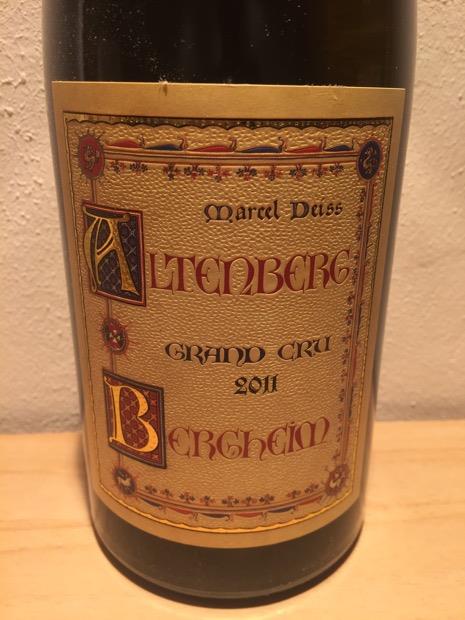 Marcel Deiss
ALTENBERG
GRAND CRU
2011
BERGHEIM